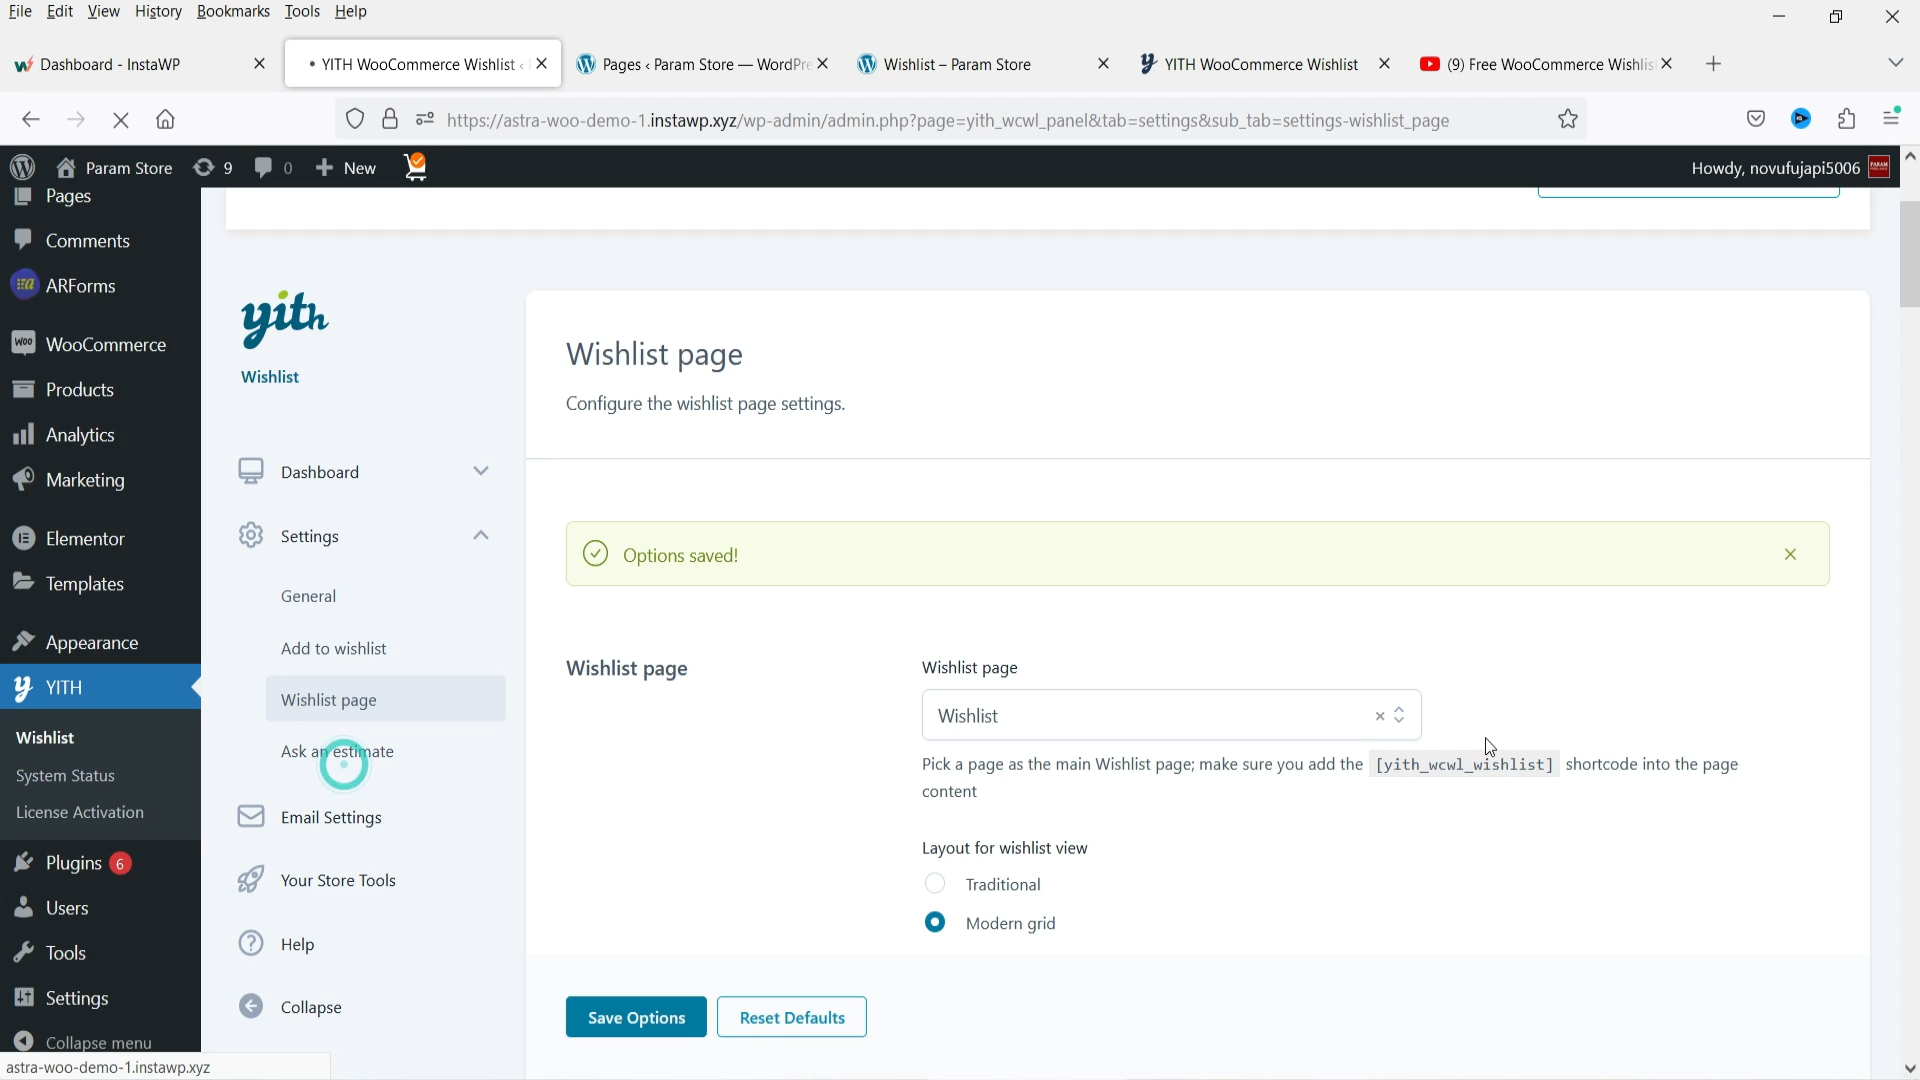 File Edit View History Bookmarks Tools Help
Dashboard - InstaWP
YITH WooCommerce Wishlist ‹
Pages ‹ Param Store — WordPre
Wishlist – Param Store
YITH WooCommerce Wishlist
(9) Free WooCommerce Wishlis
https://astra-woo-demo-1.instawp.xyz/wp-admin/admin.php?page=yith_wcwl_panel&tab=settings&sub_tab=settings-wishlist_page
Param Store 9 0 New
Howdy, novufujapi5006
Pages
Comments
ARForms
WooCommerce
Products
Analytics
Marketing
Elementor
Templates
Appearance
YITH
Wishlist
System Status
License Activation
Plugins 6
Users
Tools
Settings
Collapse menu
astra-woo-demo-1.instawp.xyz
yith
Wishlist
Dashboard
Settings
General
Add to wishlist
Wishlist page
Ask an estimate
Email Settings
Your Store Tools
Help
Collapse
Wishlist page
Configure the wishlist page settings.
Options saved!
Wishlist page
Wishlist page
Wishlist
Pick a page as the main Wishlist page; make sure you add the [yith_wcwl_wishlist] shortcode into the page
content
Layout for wishlist view
Traditional
Modern grid
Save Options
Reset Defaults